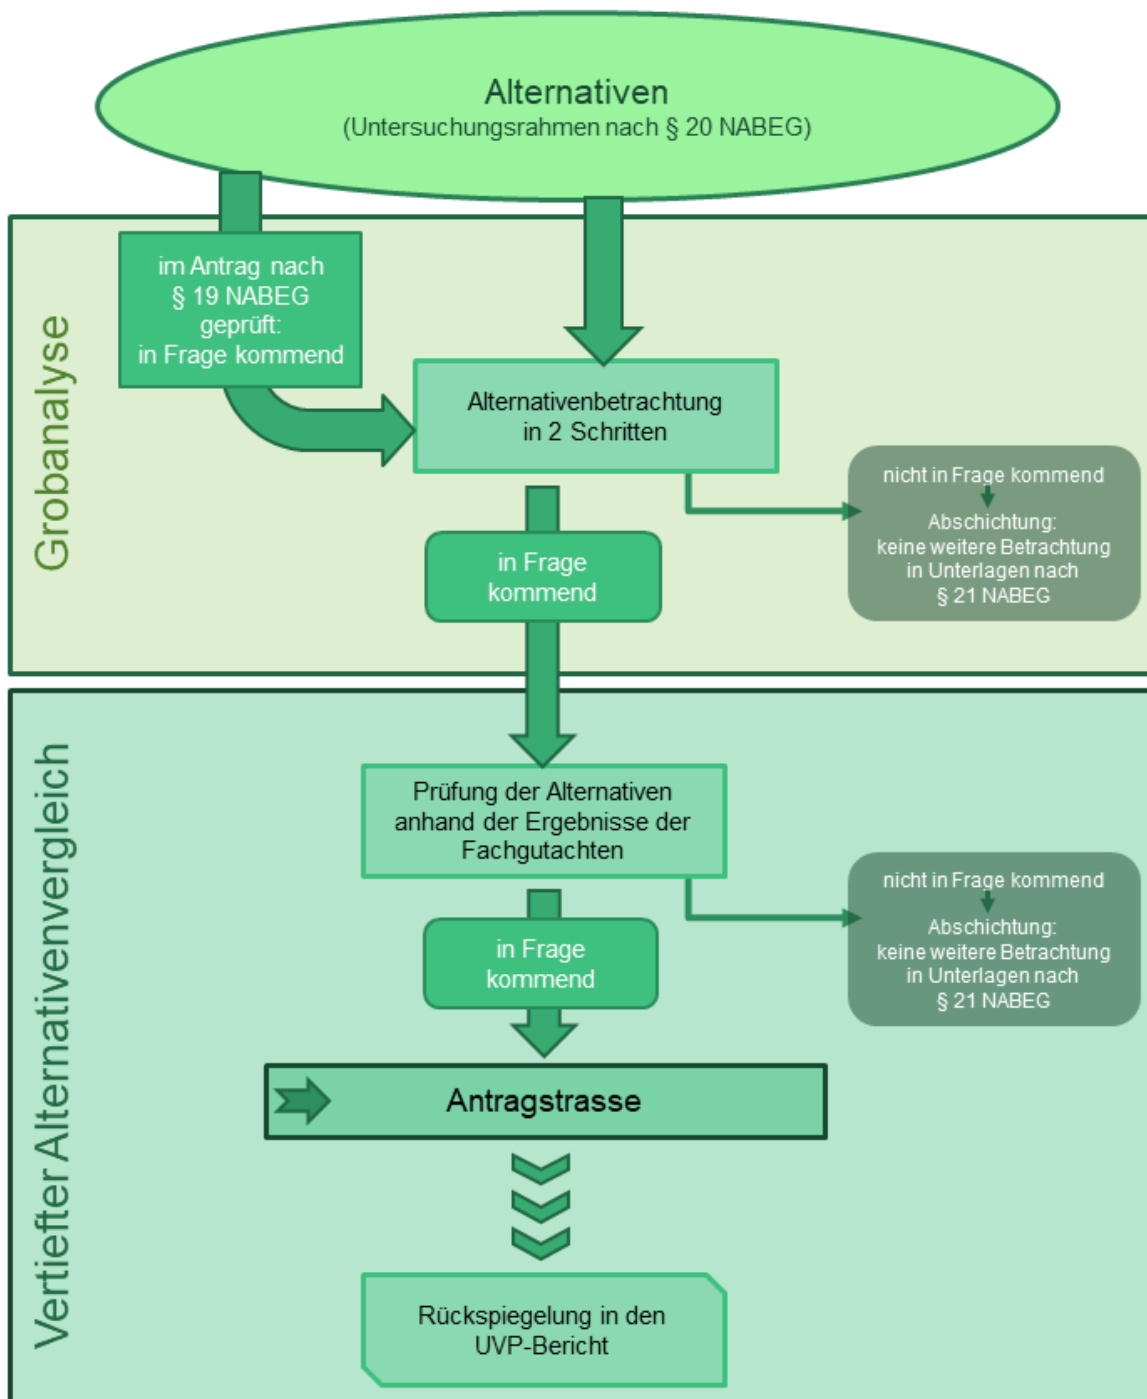 Alternativen
(Untersuchungsrahmen nach § 20 NABEG)
Grobanalyse
im Antrag nach
§ 19 NABEG
geprüft:
in Frage kommend
Alternativenbetrachtung
in 2 Schritten
nicht in Frage kommend
Abschichtung:
keine weitere Betrachtung
in Unterlagen nach
§ 21 NABEG
in Frage
kommend
Vertiefter Alternativenvergleich
Prüfung der Alternativen
anhand der Ergebnisse der
Fachgutachten
nicht in Frage kommend
Abschichtung:
keine weitere Betrachtung
in Unterlagen nach
§ 21 NABEG
in Frage
kommend
Antragstrasse
Rückspiegelung in den
UVP-Bericht